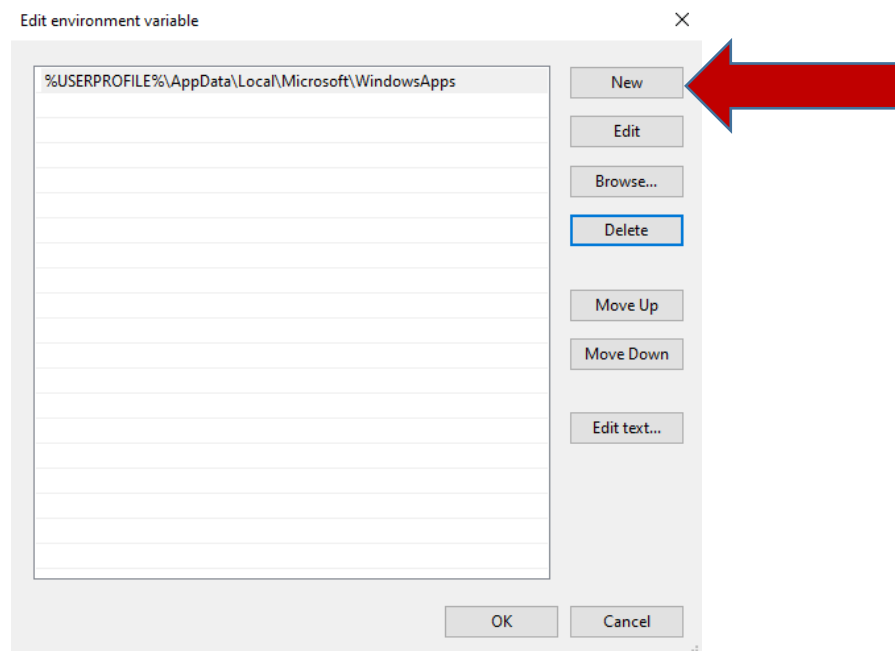 Edit environment variable
%USERPROFILE%\AppData\Local\Microsoft\WindowsApps
New
Edit
Browse...
Delete
Move Up
Move Down
Edit text...
OK
Cancel